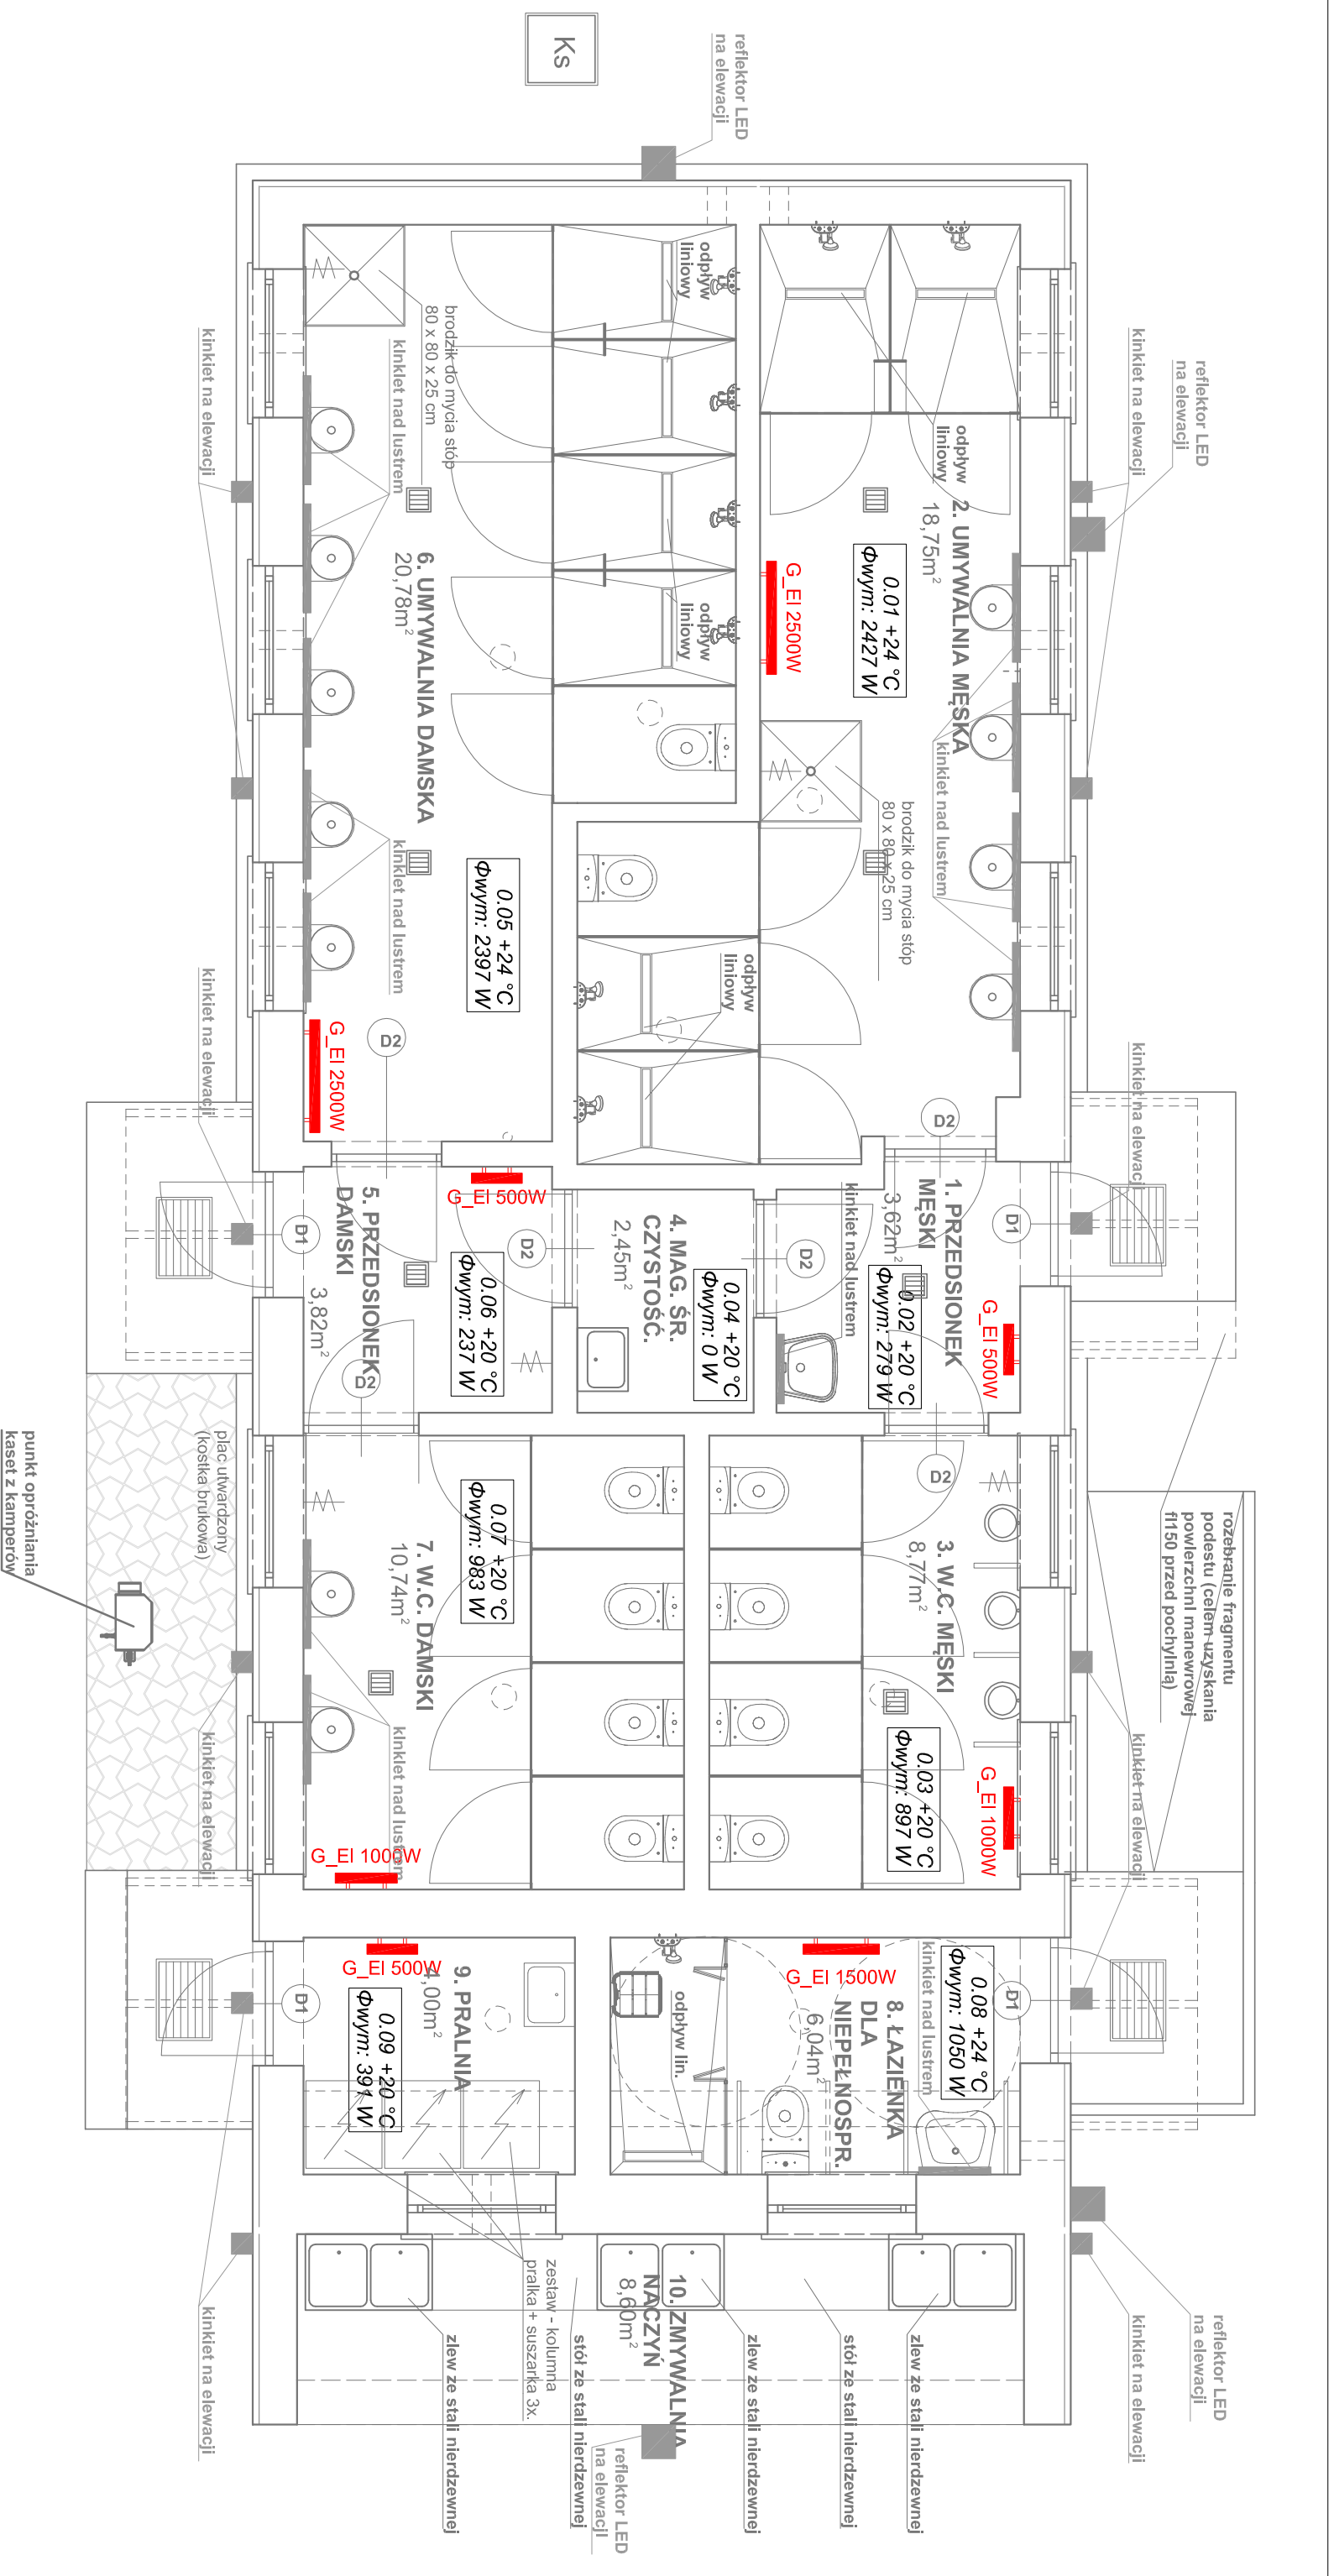 Ks
reflektor LED
na elewacji
reflektor LED
na elewacji
kinkiet na elewacji
kinkiet na elewacji
kinkiet na elewacji
odpływ
liniowy
odpływ
liniowy
odpływ
liniowy
odpływ
liniowy
2. UMYWALNIA MĘSKA
18,75m²
0.01 +24 °C
Φwym: 2427 W
G_El 2500W
kinkiet nad lustrem
brodzik do mycia stóp
80 x 80 x 25 cm
brodzik do mycia stóp
80 x 80 x 25 cm
kinkiet nad lustrem
6. UMYWALNIA DAMSKA
20,78m²
kinkiet nad lustrem
0.05 +24 °C
Φwym: 2397 W
G_El 2500W
D2
kinkiet na elewacji
kinkiet na elewacji
D2
D1
1. PRZEDSIONEK
MĘSKI
3,62m²
0.02 +20 °C
Φwym: 279 W
G_El 500W
kinkiet nad lustrem
D2
4. MAG. ŚR.
CZYSTOŚĆ.
2,45m²
0.04 +20 °C
Φwym: 0 W
D2
G_El 500W
0.06 +20 °C
Φwym: 237 W
5. PRZEDSIONEK
DAMSKI
3,82m²
D1
D2
D2
rozebranie fragmentu
podestu (celem uzyskania
powierzchni manewrowej
fi150 przed pochylnią)
3. W.C. MĘSKI
8,77m²
0.03 +20 °C
Φwym: 897 W
G_El 1000W
kinkiet na elewacji
0.07 +20 °C
Φwym: 983 W
7. W.C. DAMSKI
10,74m²
kinkiet nad lustrem
G_El 1000W
plac utwardzony
(kostka brukowa)
punkt opróżniania
kaset z kamperów
kinkiet na elewacji
D1
0.08 +24 °C
Φwym: 1050 W
kinkiet nad lustrem
8. ŁAZIENKA
DLA
NIEPEŁNOSPR.
6,04m²
G_El 1500W
odpływ lin.
9. PRALNIA
4,00m²
G_El 500W
0.09 +20 °C
Φwym: 391 W
D1
reflektor LED
na elewacji
kinkiet na elewacji
zlew ze stali nierdzewnej
stół ze stali nierdzewnej
zlew ze stali nierdzewnej
10. ZMYWALNIA
NACZYŃ
8,60m²
reflektor LED
na elewacji
stół ze stali nierdzewnej
zestaw - kolumna
pralka + suszarka 3x.
zlew ze stali nierdzewnej
kinkiet na elewacji